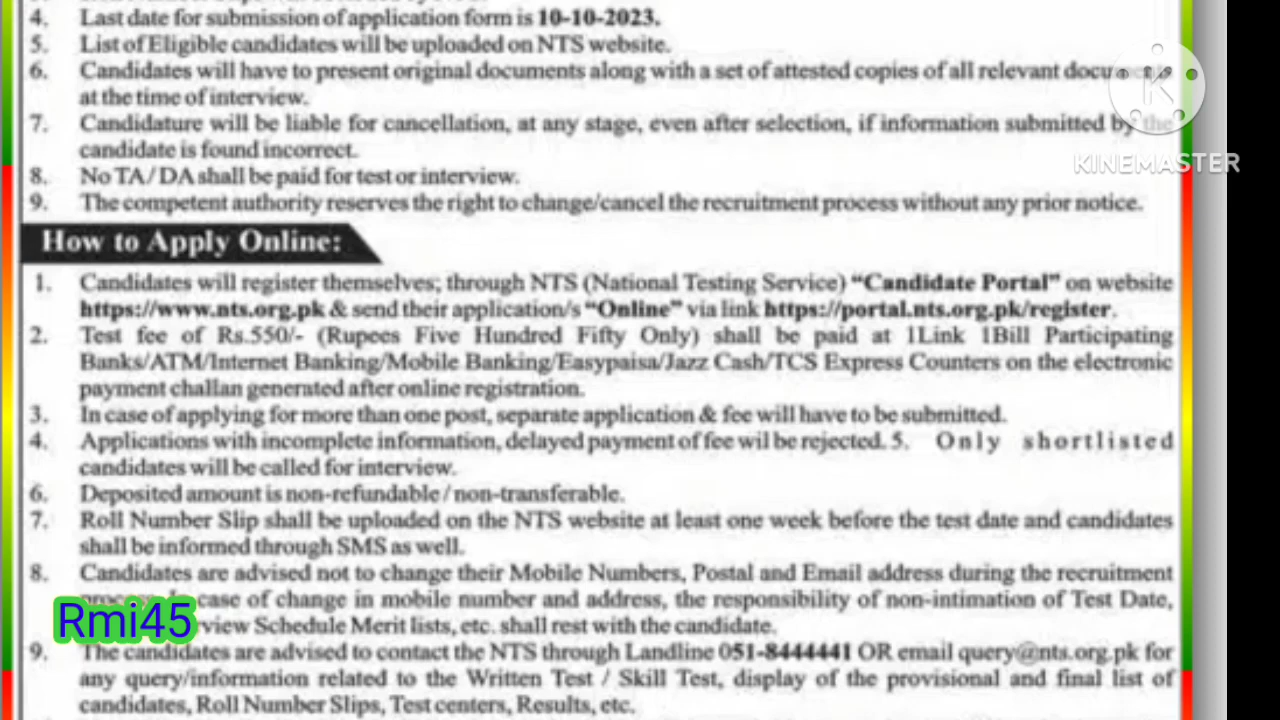 4. Last date for submission of application form is 10-10-2023.
5. List of Eligible candidates will be uploaded on NTS website.
6. Candidates will have to present original documents along with a set of attested copies of all relevant
at the time of interview.
7. Candidature will be liable for cancellation, at any stage, even after selection, if information submitted by the
candidate is found incorrect.
8. No TA/DA shall be paid for test or interview.
9. The competent authority reserves the right to change/cancel the recruitment process without any prior notice.
K
KINEMASTER
How to Apply Online:
1. Candidates will register themselves; through NTS (National Testing Service) “Candidate Portal” on website
https://www.nts.org.pk & send their application/s “Online” via link https://portal.nts.org.pk/register.
2. Test fee of Rs.550/- (Rupees Five Hundred Fifty Only) shall be paid at 1Link 1Bill Participating
Banks/ATM/Internet Banking/Mobile Banking/Easypaisa/Jazz Cash/TCS Express Counters on the electronic
payment challan generated after online registration.
3. In case of applying for more than one post, separate application & fee will have to be submitted.
4. Applications with incomplete information, delayed payment of fee wil be rejected. 5. Only shortlisted
candidates will be called for interview.
6. Deposited amount is non-refundable / non-transferable.
7. Roll Number Slip shall be uploaded on the NTS website at least one week before the test date and candidates
shall be informed through SMS as well.
8. Candidates are advised not to change their Mobile Numbers, Postal and Email address during the recruitment
case of change in mobile number and address, the responsibility of non-intimation of Test Date,
Rmi45
view Schedule Merit lists, etc. shall rest with the candidate.
9. The candidates are advised to contact the NTS through Landline 051-8444441 OR email query@nts.org.pk for
any query/information related to the Written Test / Skill Test, display of the provisional and final list of
candidates, Roll Number Slips, Test centers, Results, etc.